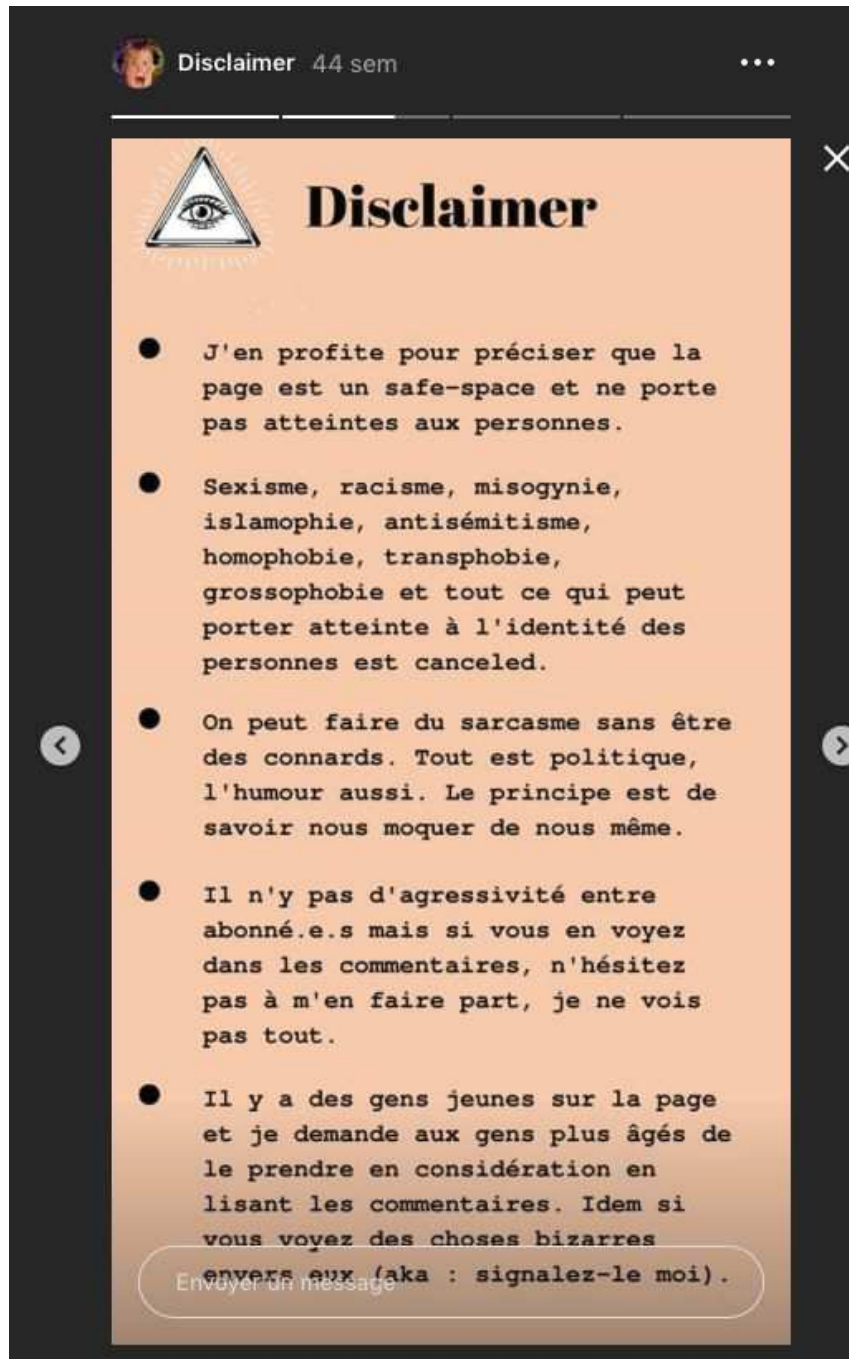 Disclaimer 44 sem
Disclaimer
J'en profite pour préciser que la
page est un safe-space et ne porte
pas atteintes aux personnes.
Sexisme, racisme, misogynie,
islamophie, antisémitisme,
homophobie, transphobie,
grossophobie et tout ce qui peut
porter atteinte à l'identité des
personnes est canceled.
On peut faire du sarcasme sans être
des connards. Tout est politique,
l'humour aussi. Le principe est de
savoir nous moquer de nous même.
Il n'y pas d'agressivité entre
abonné.e.s mais si vous en voyez
dans les commentaires, n'hésitez
pas à m'en faire part, je ne vois
pas tout.
Il y a des gens jeunes sur la page
et je demande aux gens plus âgés de
le prendre en considération en
lisant les commentaires. Idem si
vous voyez des choses bizarres
envers eux (aka : signalez-le moi).
Envoyer un message